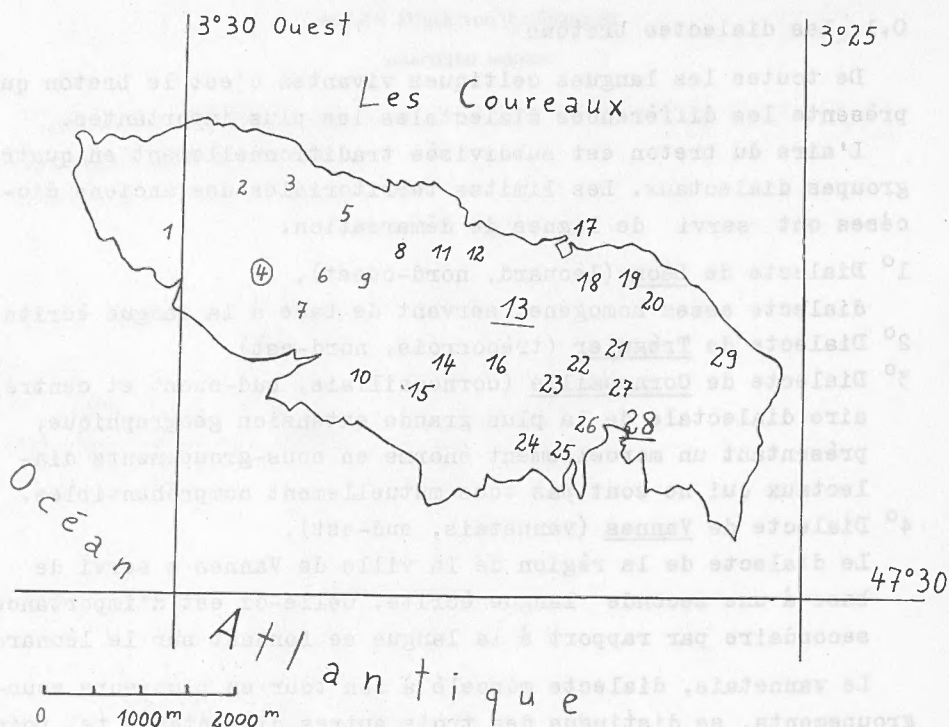 3°30 Ouest
3°25
Les Coureaux
1
2
3
4
5
6
7
8
9
10
11
12
13
14
15
16
17
18
19
20
21
22
23
24
25
26
27
28
29
Océan
Atlantique
47°30
0 1000m 2000m
dialectes bretons
De toutes les langues celtiques vivantes c'est le breton qu
présente les différences dialectales les plus importantes.
L'aire du breton est subdivisée traditionnellement en quatre
groupes dialectaux. Les limites territoriales des anciens dio-
cèses ont servi de lignes de démarcation.
1° Dialecte de Léon (léonard, nord-ouest),
dialecte assez homogène, servant de base à la langue écrite
2° Dialecte de Tréguier (trégorrois, nord-est)
3° Dialecte de Cornouaille (cornouaillais, sud-ouest et centre
aire dialectale de la plus grande extension géographique,
présentant un morcellement énorme en sous-groupements dia-
lectaux qui ne sont pas tous mutuellement compréhensibles.
4° Dialecte de Vannes (vannetais, sud-est).
Le dialecte de la région de la ville de Vannes a servi de
base à une seconde langue écrite. Celle-ci est d'importance
secondaire par rapport à la langue se fondant sur le léonard
Le vannetais, dialecte morcelé à son tour en plusieurs sous-
groupements, se distingue des trois autres